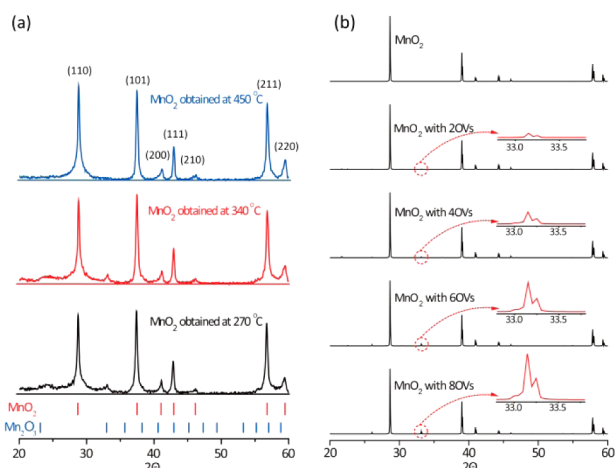 (a)
(110)
(101)
(211)
MnO2 obtained at 450 °C
(111)
(200)
(210)
(220)
MnO2 obtained at 340°C
MnO2 obtained at 270 °C
MnO2
Mn2O3
20 30 40 50 60
2Θ
(b)
MnO2
MnO2 with 2OVs
33.0 33.5
MnO2 with 4OVs
33.0 33.5
MnO2 with 6OVs
33.0 33.5
MnO2 with 8OVs
33.0 33.5
20 30 40 50 60
2Θ